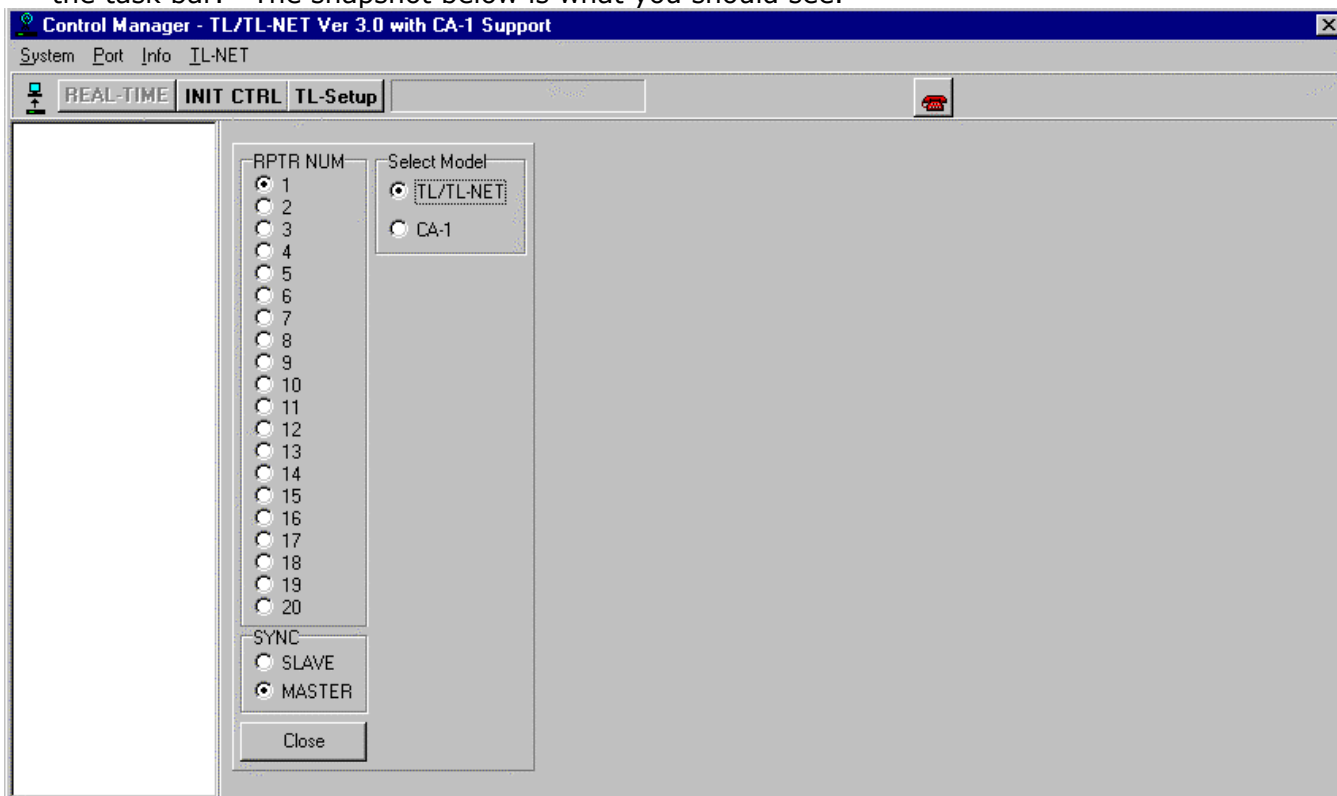 the task bar. The snapshot below is what you should see.
Control Manager - TL/TL-NET Ver 3.0 with CA-1 Support
System Port Info TL-NET
REAL-TIME INIT CTRL TL-Setup
RPTR NUM
1
2
3
4
5
6
7
8
9
10
11
12
13
14
15
16
17
18
19
20
SYNC
SLAVE
MASTER
Close
Select Model
TL/TL-NET
CA-1